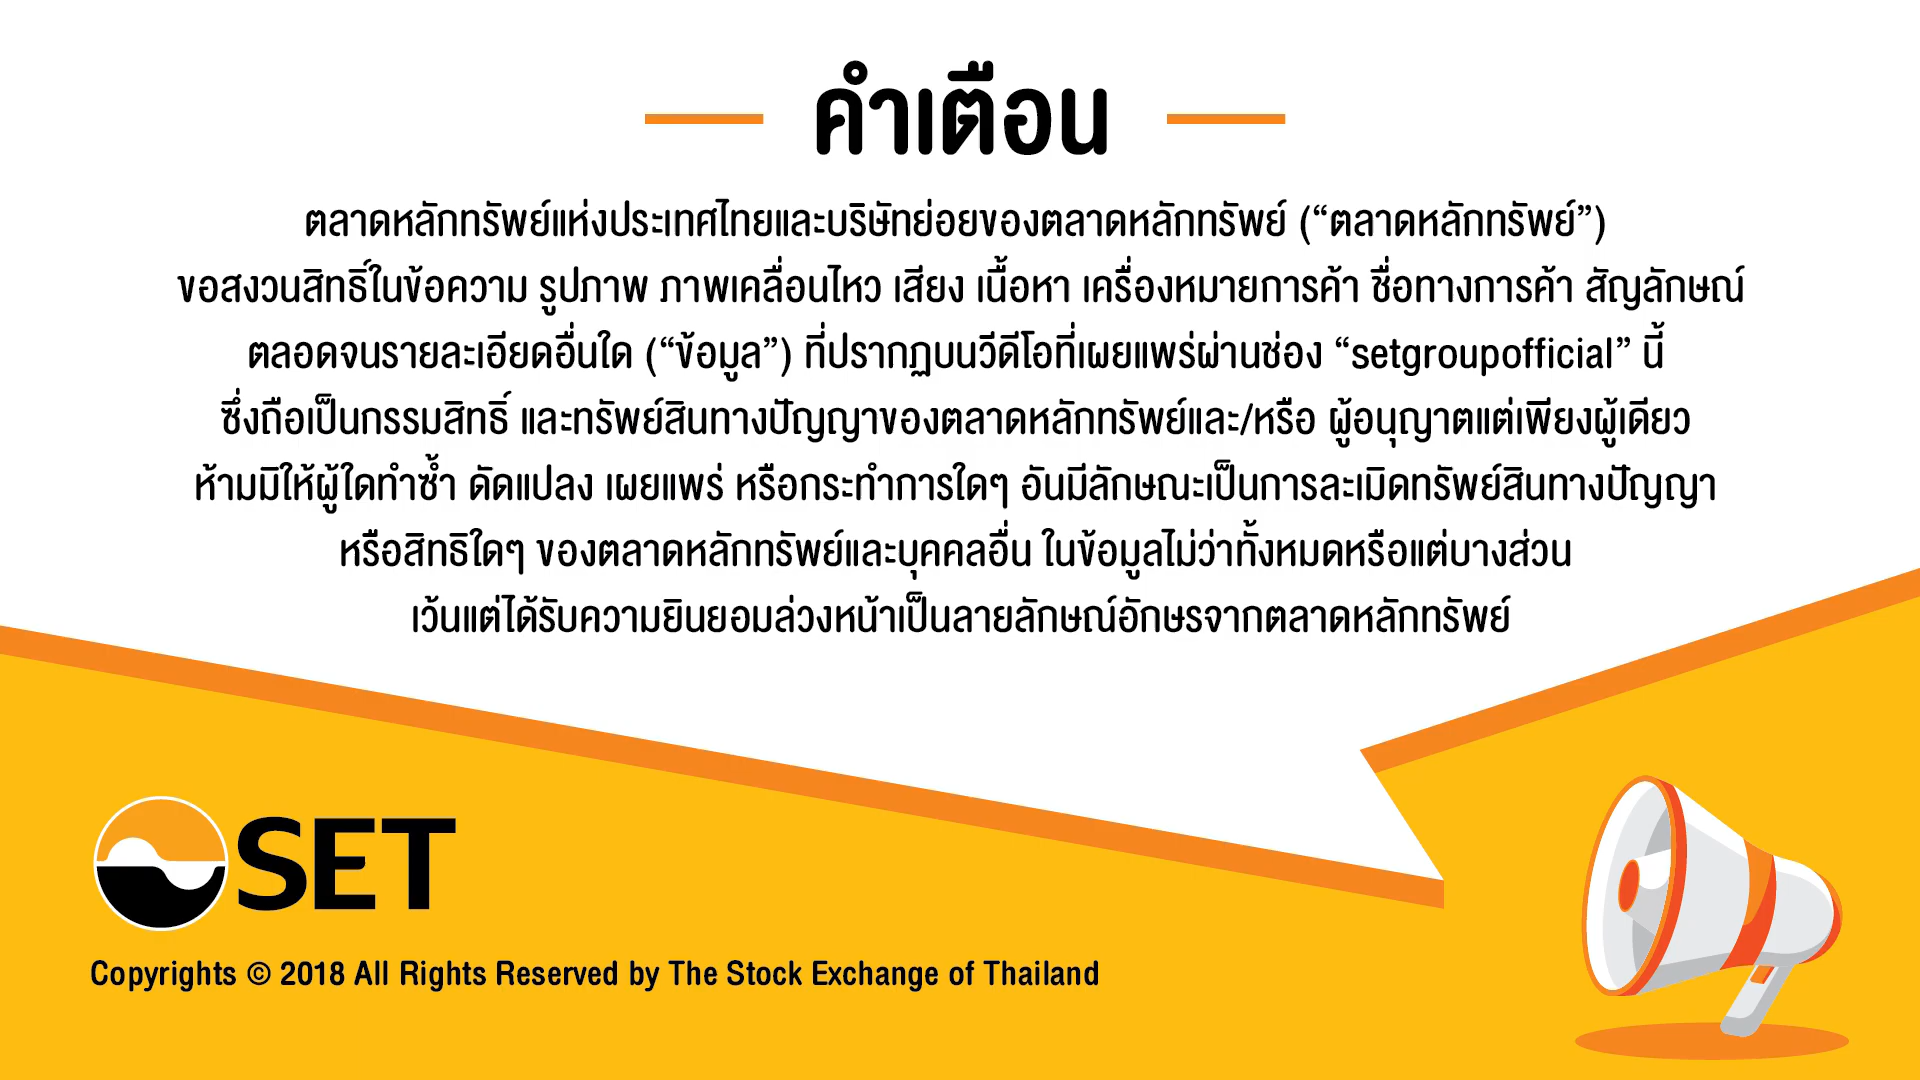 คำเตือน
ตลาดหลักทรัพย์แห่งประเทศไทยและบริษัทย่อยของตลาดหลักทรัพย์ (“ตลาดหลักทรัพย์”)
ขอสงวนสิทธิ์ในข้อความ รูปภาพ ภาพเคลื่อนไหว เสียง เนื้อหา เครื่องหมายการค้า ชื่อทางการค้า สัญลักษณ์
ตลอดจนรายละเอียดอื่นใด (“ข้อมูล”) ที่ปรากฏบนวีดีโอที่เผยแพร่ผ่านช่อง “setgroupofficial” นี้
ซึ่งถือเป็นกรรมสิทธิ์ และทรัพย์สินทางปัญญาของตลาดหลักทรัพย์และ/หรือ ผู้อนุญาตแต่เพียงผู้เดียว
ห้ามมิให้ผู้ใดทำซ้ำ ดัดแปลง เผยแพร่ หรือกระทำการใดๆ อันมีลักษณะเป็นการละเมิดทรัพย์สินทางปัญญา
หรือสิทธิใดๆ ของตลาดหลักทรัพย์และบุคคลอื่น ในข้อมูลไม่ว่าทั้งหมดหรือแต่บางส่วน
เว้นแต่ได้รับความยินยอมล่วงหน้าเป็นลายลักษณ์อักษรจากตลาดหลักทรัพย์
SET
Copyrights © 2018 All Rights Reserved by The Stock Exchange of Thailand